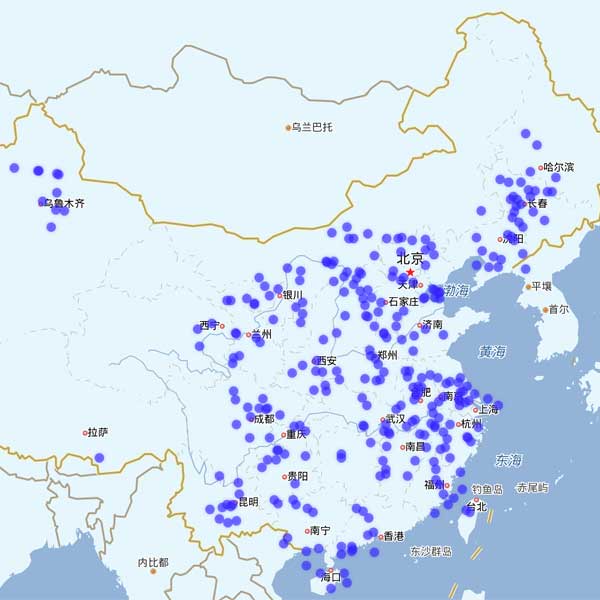 乌兰巴托
哈尔滨
乌鲁木齐
长春
沈阳
北京
天津
渤海
平壤
银川
石家庄
首尔
西宁
兰州
济南
黄海
西安
郑州
肥
南京
上海
成都
武汉
杭州
拉萨
重庆
南昌
东海
贵阳
福州
钓鱼岛
赤尾屿
昆明
台北
南宁
香港
东沙群岛
内比都
海口